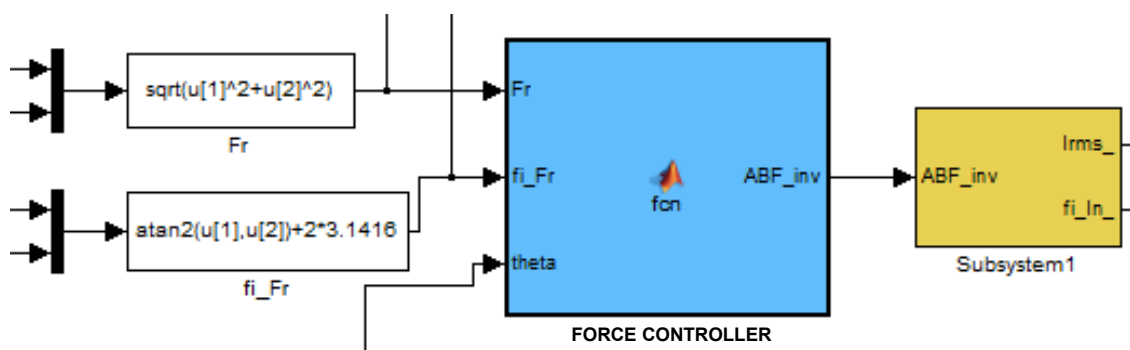 sqrt(u[1]^2+u[2]^2)
Fr
atan2(u[1],u[2])+2*3.1416
fi_Fr
Fr
fi_Fr
theta
fcn
ABF_inv
FORCE CONTROLLER
ABF_inv
Irms_
fi_In_
Subsystem1